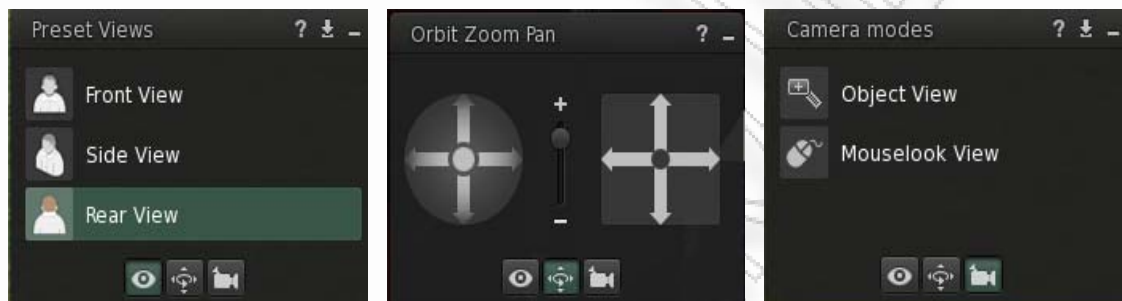 Preset Views ?
Front View
Side View
Rear View
Orbit Zoom Pan ?
+
−
Camera modes ?
Object View
Mouselook View